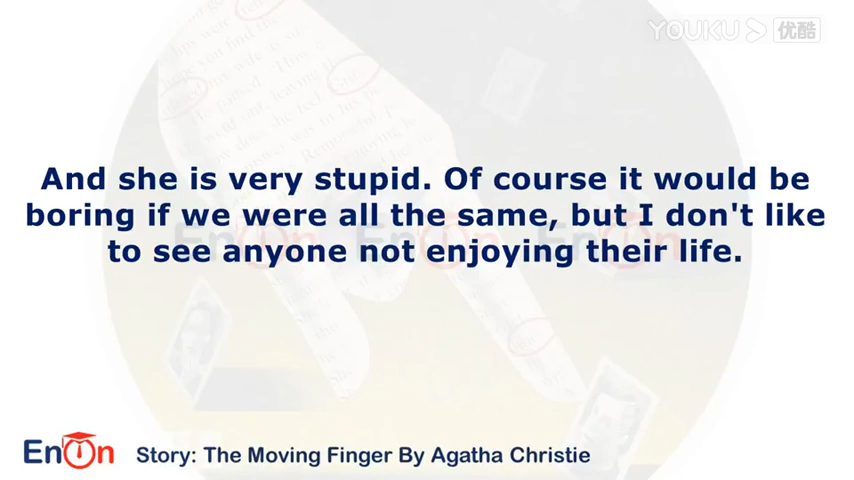 YOUKU 优酷
And she is very stupid. Of course it would be
boring if we were all the same, but I don't like
to see anyone not enjoying their life.
EnOn
Story: The Moving Finger By Agatha Christie